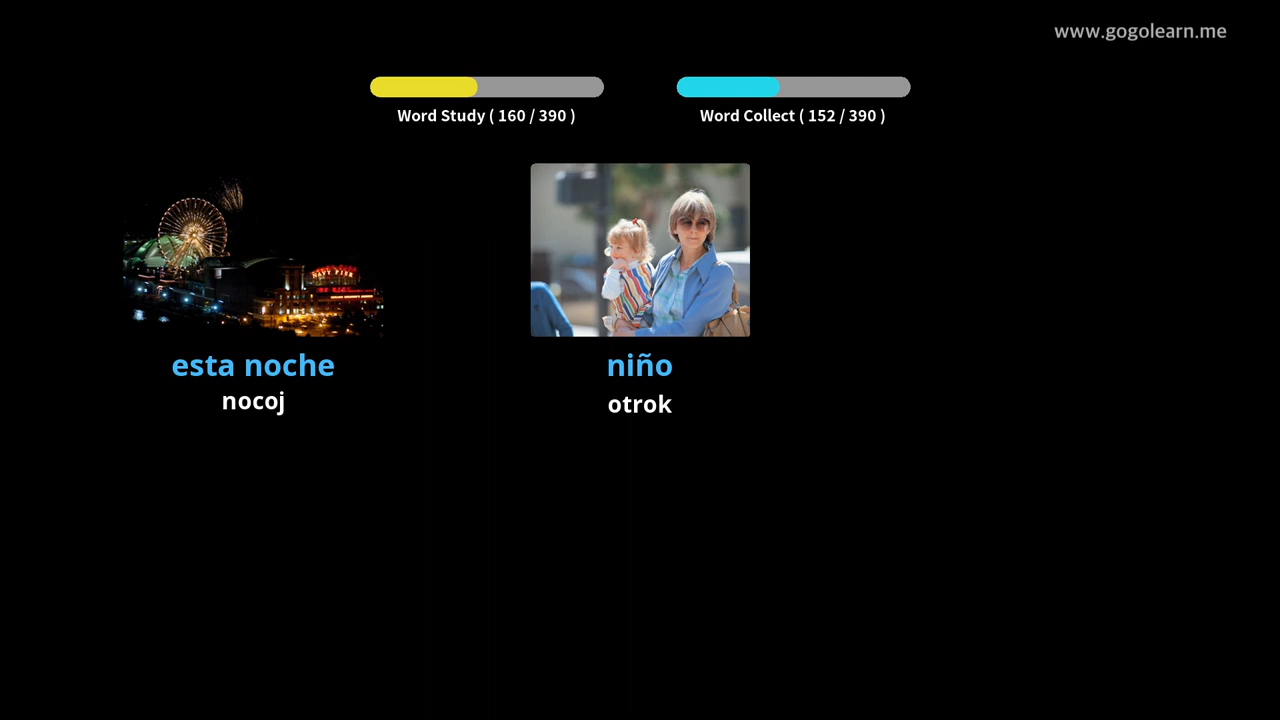 www.gogolearn.me
Word Study ( 160 / 390 )
Word Collect ( 152 / 390 )
esta noche
nocoj
niño
otrok